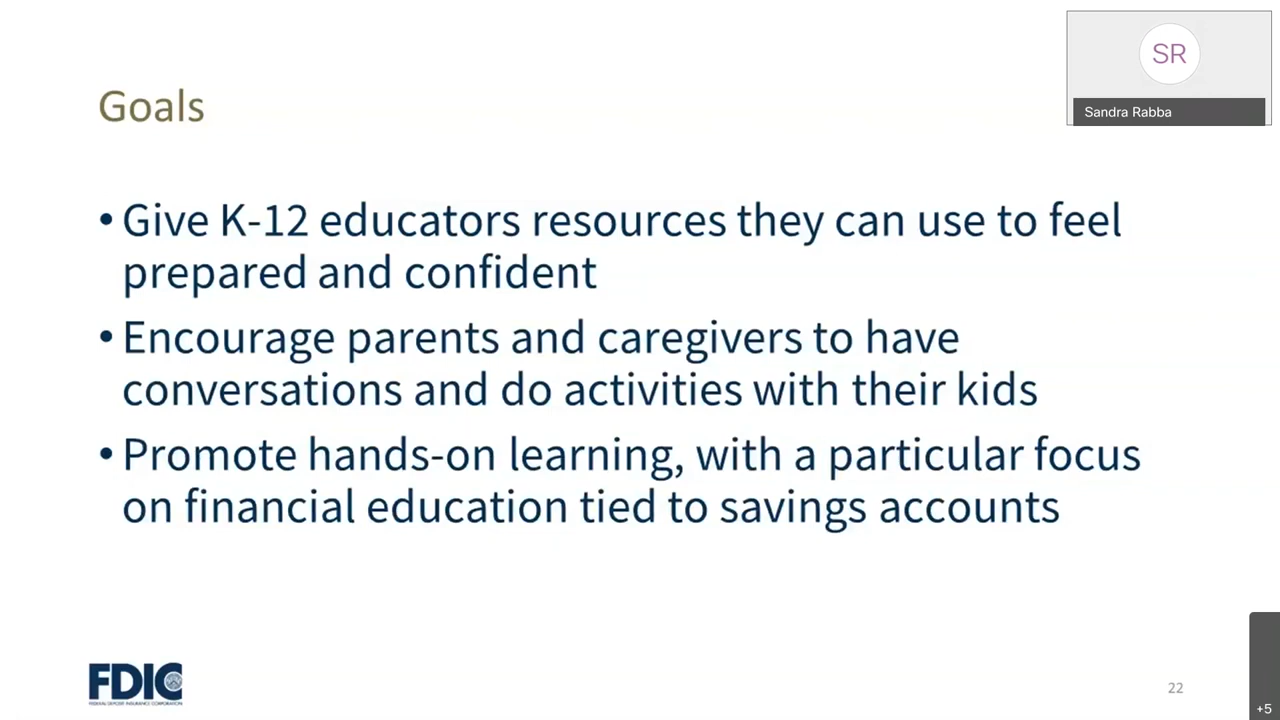 SR
Sandra Rabba
Goals
• Give K-12 educators resources they can use to feel
prepared and confident
• Encourage parents and caregivers to have
conversations and do activities with their kids
• Promote hands-on learning, with a particular focus
on financial education tied to savings accounts
FDIC
FEDERAL DEPOSIT INSURANCE CORPORATION
22
+5